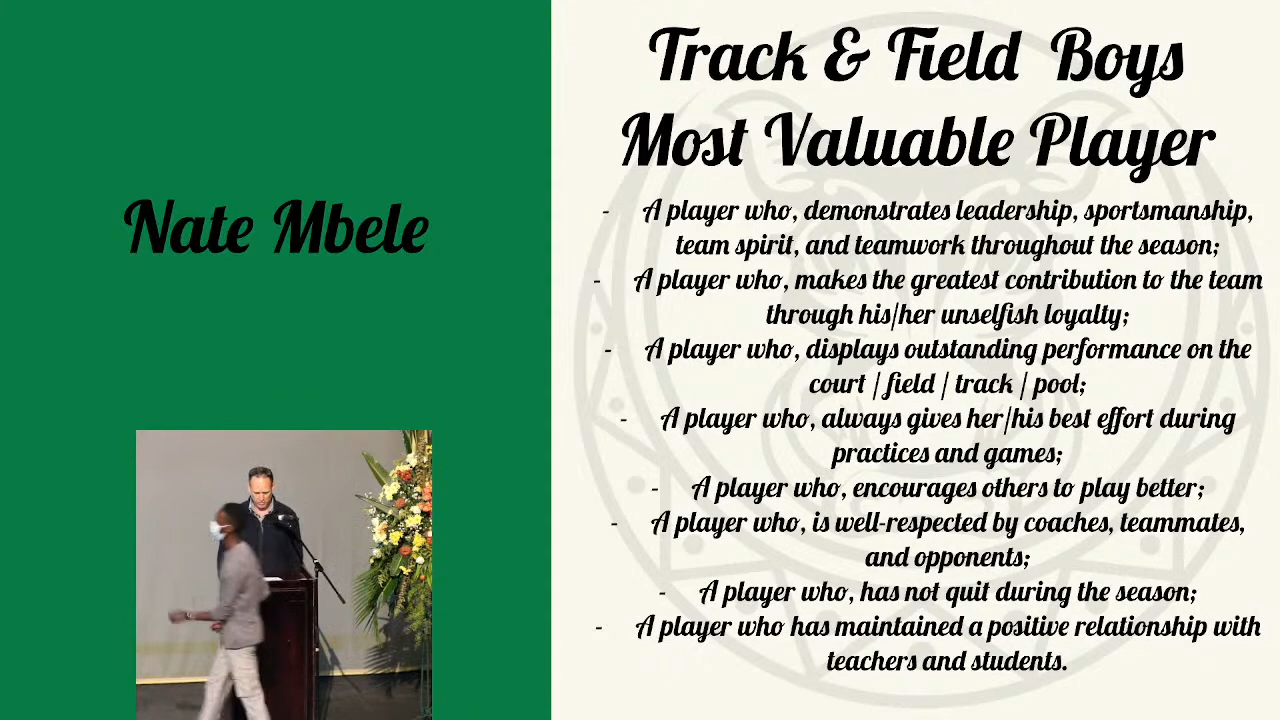 Nate Mbele
Track & Field Boys
Most Valuable Player
- A player who, demonstrates leadership, sportsmanship,
team spirit, and teamwork throughout the season;
- A player who, makes the greatest contribution to the team
through his/her unselfish loyalty;
- A player who, displays outstanding performance on the
court / field / track / pool;
- A player who, always gives her/his best effort during
practices and games;
- A player who, encourages others to play better;
- A player who, is well-respected by coaches, teammates,
and opponents;
- A player who, has not quit during the season;
- A player who has maintained a positive relationship with
teachers and students.